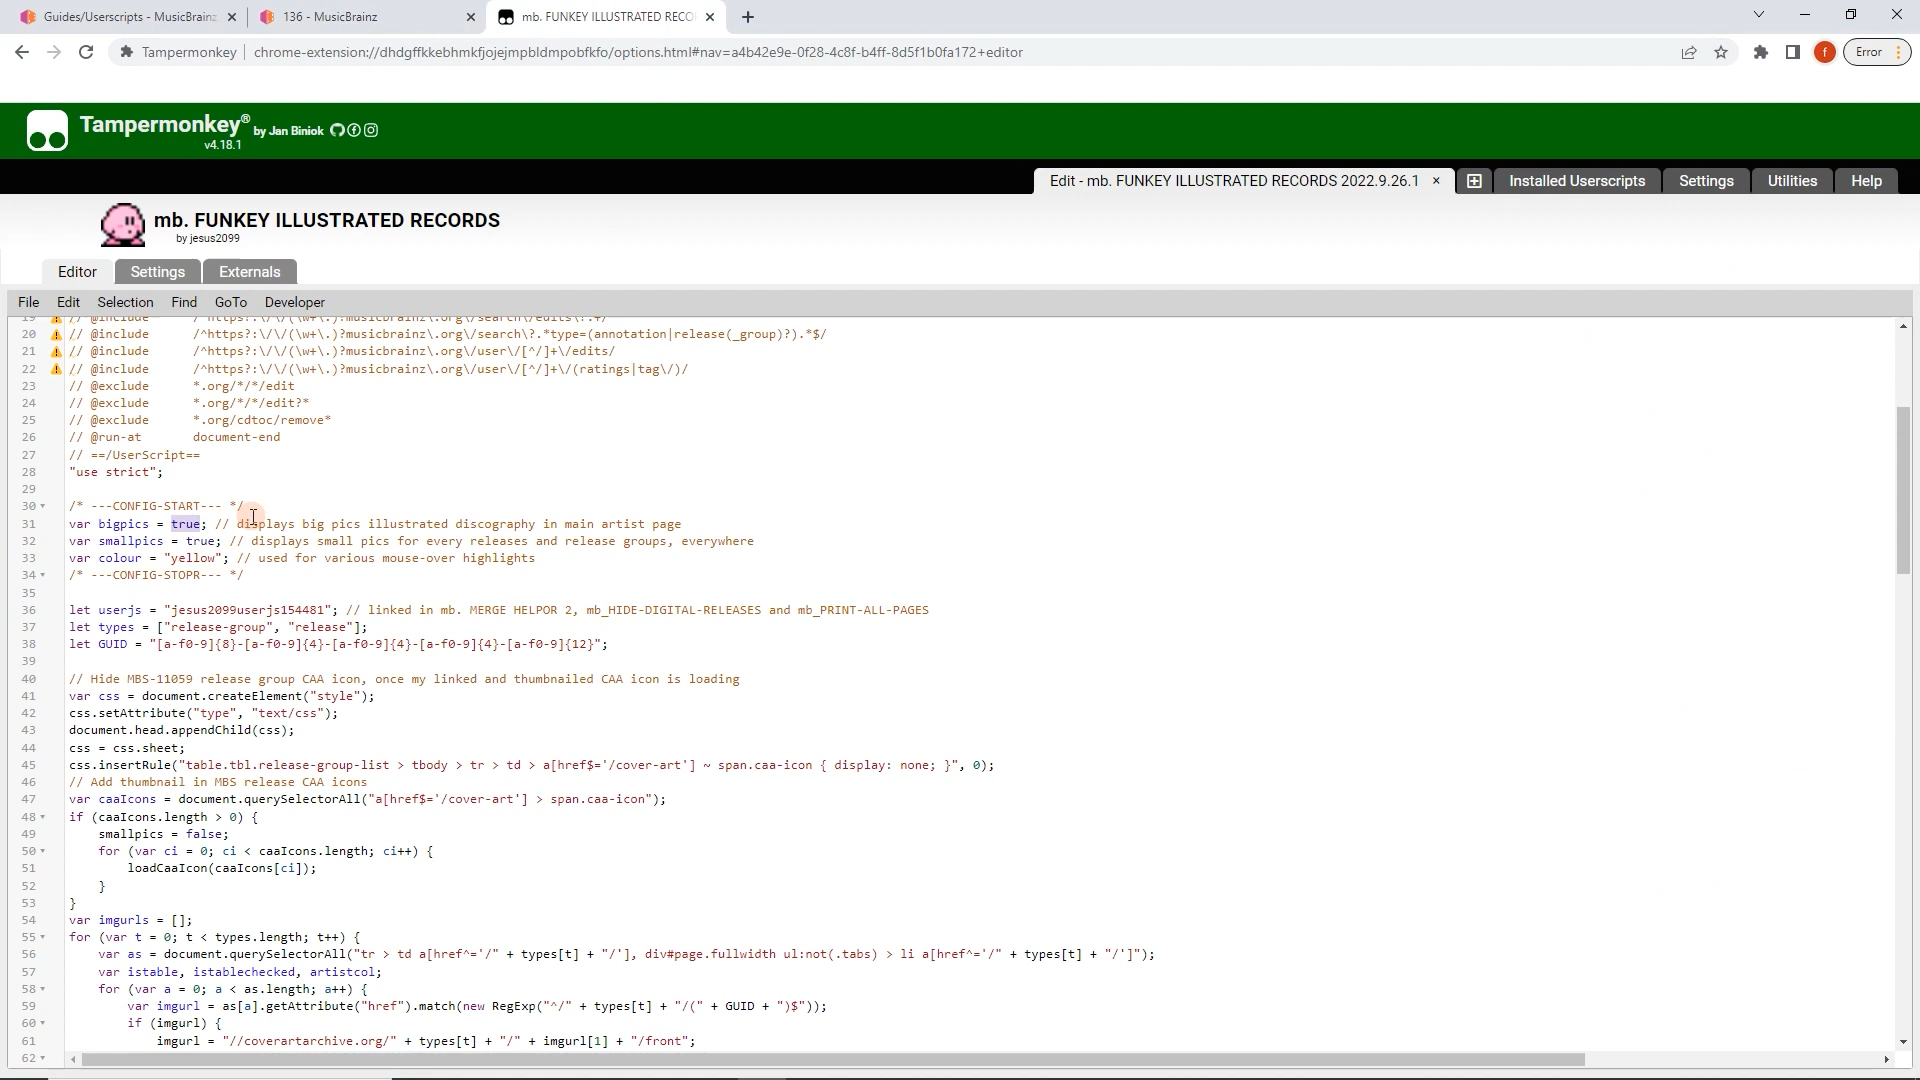 Guides/Userscripts - MusicBrainz
136 - MusicBrainz
mb. FUNKEY ILLUSTRATED RECO
Tampermonkey
chrome-extension://dhdgffkkebhmkfjojejmpbldmpobfkfo/options.html#nav=a4b42e9e-0f28-4c8f-b4ff-8d5f1b0fa172+editor
f
Error
Tampermonkey® by Jan Biniok
v4.18.1
Edit - mb. FUNKEY ILLUSTRATED RECORDS 2022.9.26.1
Installed Userscripts
Settings
Utilities
Help
mb. FUNKEY ILLUSTRATED RECORDS
by jesus2099
Editor
Settings
Externals
File Edit Selection Find GoTo Developer
19 // @include /^https?:\/\/(\w+\.)?musicbrainz\.org\/search\/edits\?.+/
20 // @include /^https?:\/\/(\w+\.)?musicbrainz\.org\/search\?.*type=(annotation|release(_group)?).*$/
21 // @include /^https?:\/\/(\w+\.)?musicbrainz\.org\/user\/[^/]+\/edits/
22 // @include /^https?:\/\/(\w+\.)?musicbrainz\.org\/user\/[^/]+\/(ratings|tag\/)/
23 // @exclude *.org/*/*/edit
24 // @exclude *.org/*/*/edit?*
25 // @exclude *.org/cdtoc/remove*
26 // @run-at document-end
27 // ==/UserScript==
28 "use strict";
29
30 /* ---CONFIG-START--- */
31 var bigpics = true; // displays big pics illustrated discography in main artist page
32 var smallpics = true; // displays small pics for every releases and release groups, everywhere
33 var colour = "yellow"; // used for various mouse-over highlights
34 /* ---CONFIG-STOPR--- */
35
36 let userjs = "jesus2099userjs154481"; // linked in mb. MERGE HELPOR 2, mb_HIDE-DIGITAL-RELEASES and mb_PRINT-ALL-PAGES
37 let types = ["release-group", "release"];
38 let GUID = "[a-f0-9]{8}-[a-f0-9]{4}-[a-f0-9]{4}-[a-f0-9]{4}-[a-f0-9]{12}";
39
40 // Hide MBS-11059 release group CAA icon, once my linked and thumbnailed CAA icon is loading
41 var css = document.createElement("style");
42 css.setAttribute("type", "text/css");
43 document.head.appendChild(css);
44 css = css.sheet;
45 css.insertRule("table.tbl.release-group-list > tbody > tr > td > a[href$='/cover-art'] ~ span.caa-icon { display: none; }", 0);
46 // Add thumbnail in MBS release CAA icons
47 var caaIcons = document.querySelectorAll("a[href$='/cover-art'] > span.caa-icon");
48 if (caaIcons.length > 0) {
49 smallpics = false;
50 for (var ci = 0; ci < caaIcons.length; ci++) {
51 loadCaaIcon(caaIcons[ci]);
52 }
53 }
54 var imgurls = [];
55 for (var t = 0; t < types.length; t++) {
56 var as = document.querySelectorAll("tr > td a[href^='/" + types[t] + "/'], div#page.fullwidth ul:not(.tabs) > li a[href^='/" + types[t] + "/']");
57 var istable, istablechecked, artistcol;
58 for (var a = 0; a < as.length; a++) {
59 var imgurl = as[a].getAttribute("href").match(new RegExp("^/" + types[t] + "/(" + GUID + ")$"));
60 if (imgurl) {
61 imgurl = "//coverartarchive.org/" + types[t] + "/" + imgurl[1] + "/front";
62